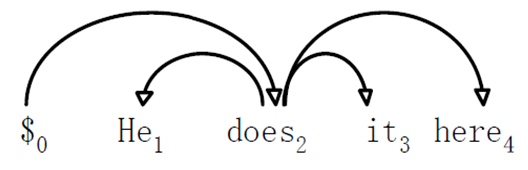 $₀ He₁ does₂ it₃ here₄